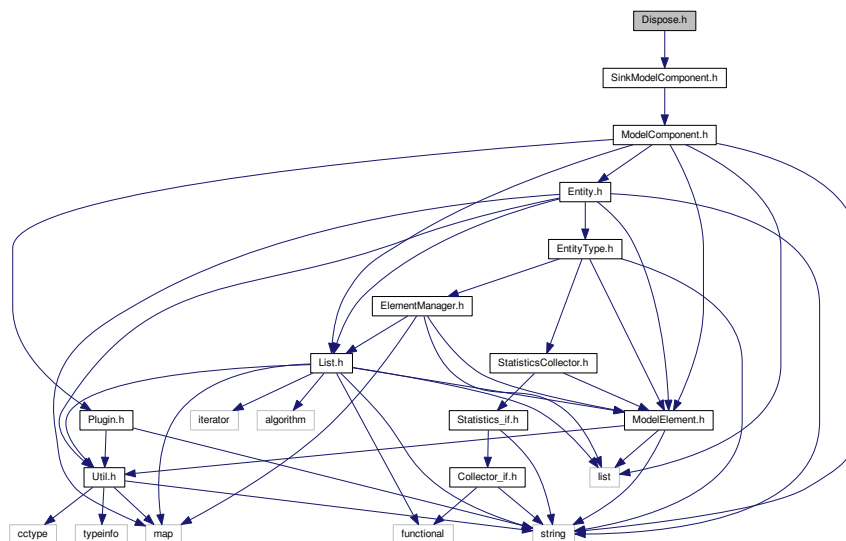 Dispose.h
SinkModelComponent.h
ModelComponent.h
Entity.h
EntityType.h
ElementManager.h
List.h
StatisticsCollector.h
iterator
algorithm
Plugin.h
Statistics_if.h
ModelElement.h
Util.h
Collector_if.h
list
cctype
typeinfo
map
functional
string